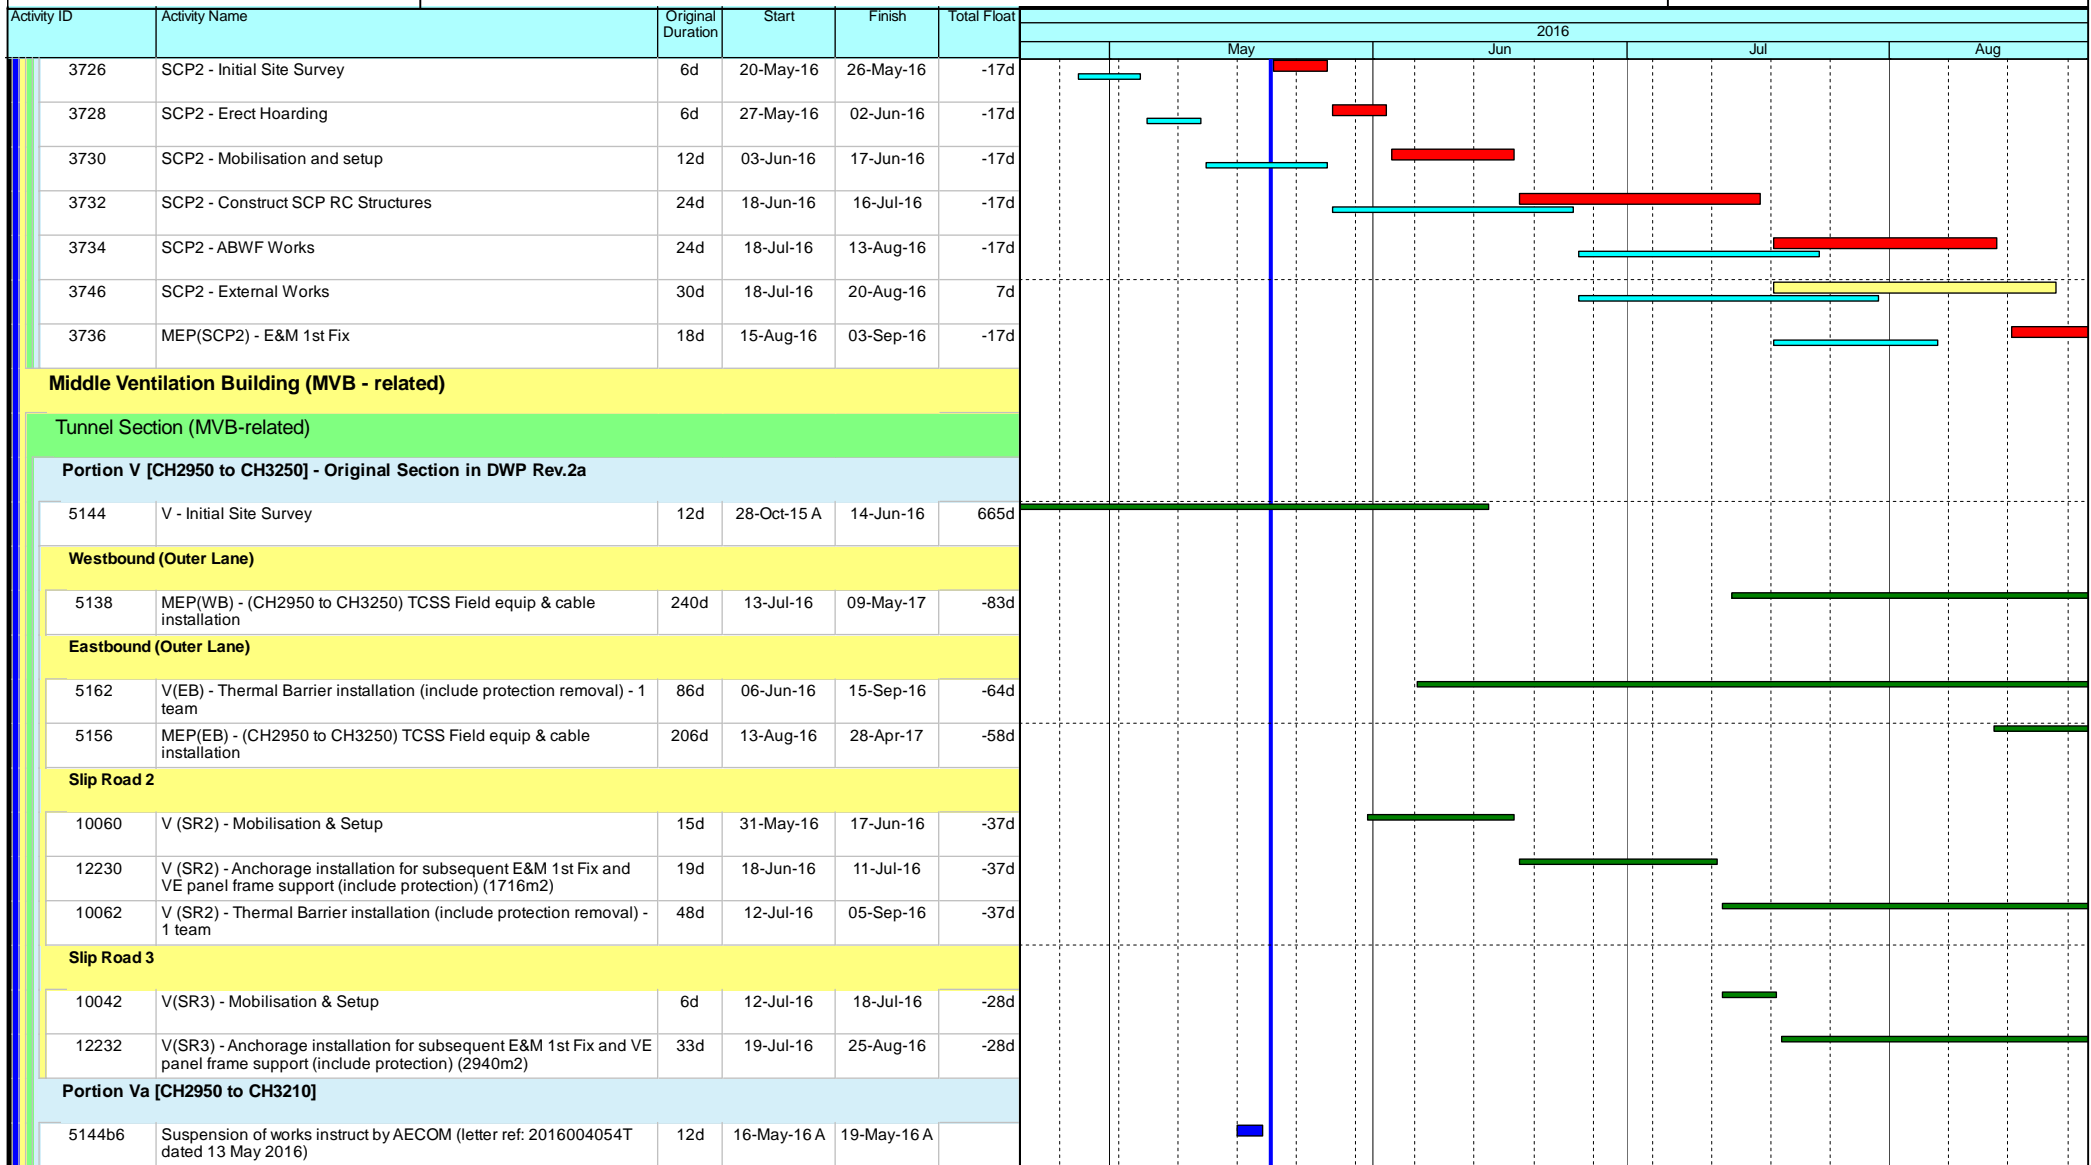 Activity ID Activity Name Original Start Finish Total Float
Duration
2016
May Jun Jul Aug
3726 SCP2 - Initial Site Survey 6d 20-May-16 26-May-16 -17d
3728 SCP2 - Erect Hoarding 6d 27-May-16 02-Jun-16 -17d
3730 SCP2 - Mobilisation and setup 12d 03-Jun-16 17-Jun-16 -17d
3732 SCP2 - Construct SCP RC Structures 24d 18-Jun-16 16-Jul-16 -17d
3734 SCP2 - ABWF Works 24d 18-Jul-16 13-Aug-16 -17d
3746 SCP2 - External Works 30d 18-Jul-16 20-Aug-16 7d
3736 MEP(SCP2) - E&M 1st Fix 18d 15-Aug-16 03-Sep-16 -17d
Middle Ventilation Building (MVB - related)
Tunnel Section (MVB-related)
Portion V [CH2950 to CH3250] - Original Section in DWP Rev.2a
5144 V - Initial Site Survey 12d 28-Oct-15 A 14-Jun-16 665d
Westbound (Outer Lane)
5138 MEP(WB) - (CH2950 to CH3250) TCSS Field equip & cable 240d 13-Jul-16 09-May-17 -83d
installation
Eastbound (Outer Lane)
5162 V(EB) - Thermal Barrier installation (include protection removal) - 1 86d 06-Jun-16 15-Sep-16 -64d
team
5156 MEP(EB) - (CH2950 to CH3250) TCSS Field equip & cable 206d 13-Aug-16 28-Apr-17 -58d
installation
Slip Road 2
10060 V (SR2) - Mobilisation & Setup 15d 31-May-16 17-Jun-16 -37d
12230 V (SR2) - Anchorage installation for subsequent E&M 1st Fix and 19d 18-Jun-16 11-Jul-16 -37d
VE panel frame support (include protection) (1716m2)
10062 V (SR2) - Thermal Barrier installation (include protection removal) - 48d 12-Jul-16 05-Sep-16 -37d
1 team
Slip Road 3
10042 V(SR3) - Mobilisation & Setup 6d 12-Jul-16 18-Jul-16 -28d
12232 V(SR3) - Anchorage installation for subsequent E&M 1st Fix and VE 33d 19-Jul-16 25-Aug-16 -28d
panel frame support (include protection) (2940m2)
Portion Va [CH2950 to CH3210]
5144b6 Suspension of works instruct by AECOM (letter ref: 2016004054T 12d 16-May-16 A 19-May-16 A
dated 13 May 2016)